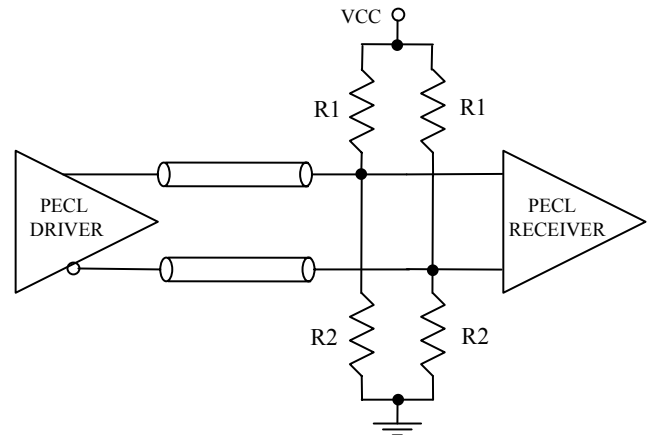 VCC
R1
R1
PECL
DRIVER
PECL
RECEIVER
R2
R2